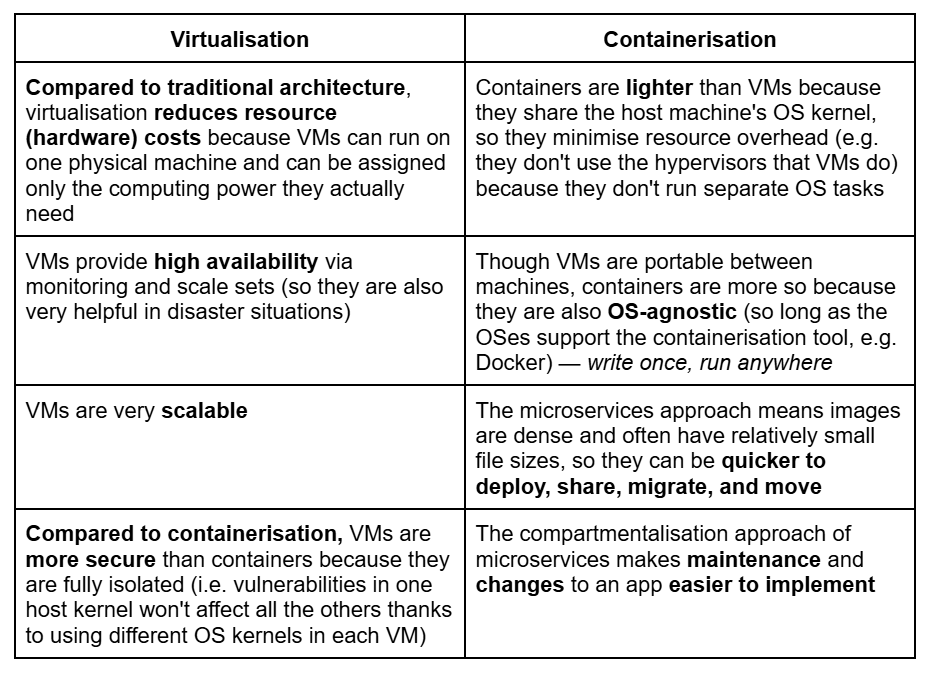 Virtualisation
Containerisation
Compared to traditional architecture,
virtualisation reduces resource
(hardware) costs because VMs can run on
one physical machine and can be assigned
only the computing power they actually
need
Containers are lighter than VMs because
they share the host machine's OS kernel,
so they minimise resource overhead (e.g.
they don't use the hypervisors that VMs do)
because they don't run separate OS tasks
VMs provide high availability via
monitoring and scale sets (so they are also
very helpful in disaster situations)
Though VMs are portable between
machines, containers are more so because
they are also OS-agnostic (so long as the
OSes support the containerisation tool, e.g.
Docker) — write once, run anywhere
VMs are very scalable
The microservices approach means images
are dense and often have relatively small
file sizes, so they can be quicker to
deploy, share, migrate, and move
Compared to containerisation, VMs are
more secure than containers because they
are fully isolated (i.e. vulnerabilities in one
host kernel won't affect all the others thanks
to using different OS kernels in each VM)
The compartmentalisation approach of
microservices makes maintenance and
changes to an app easier to implement